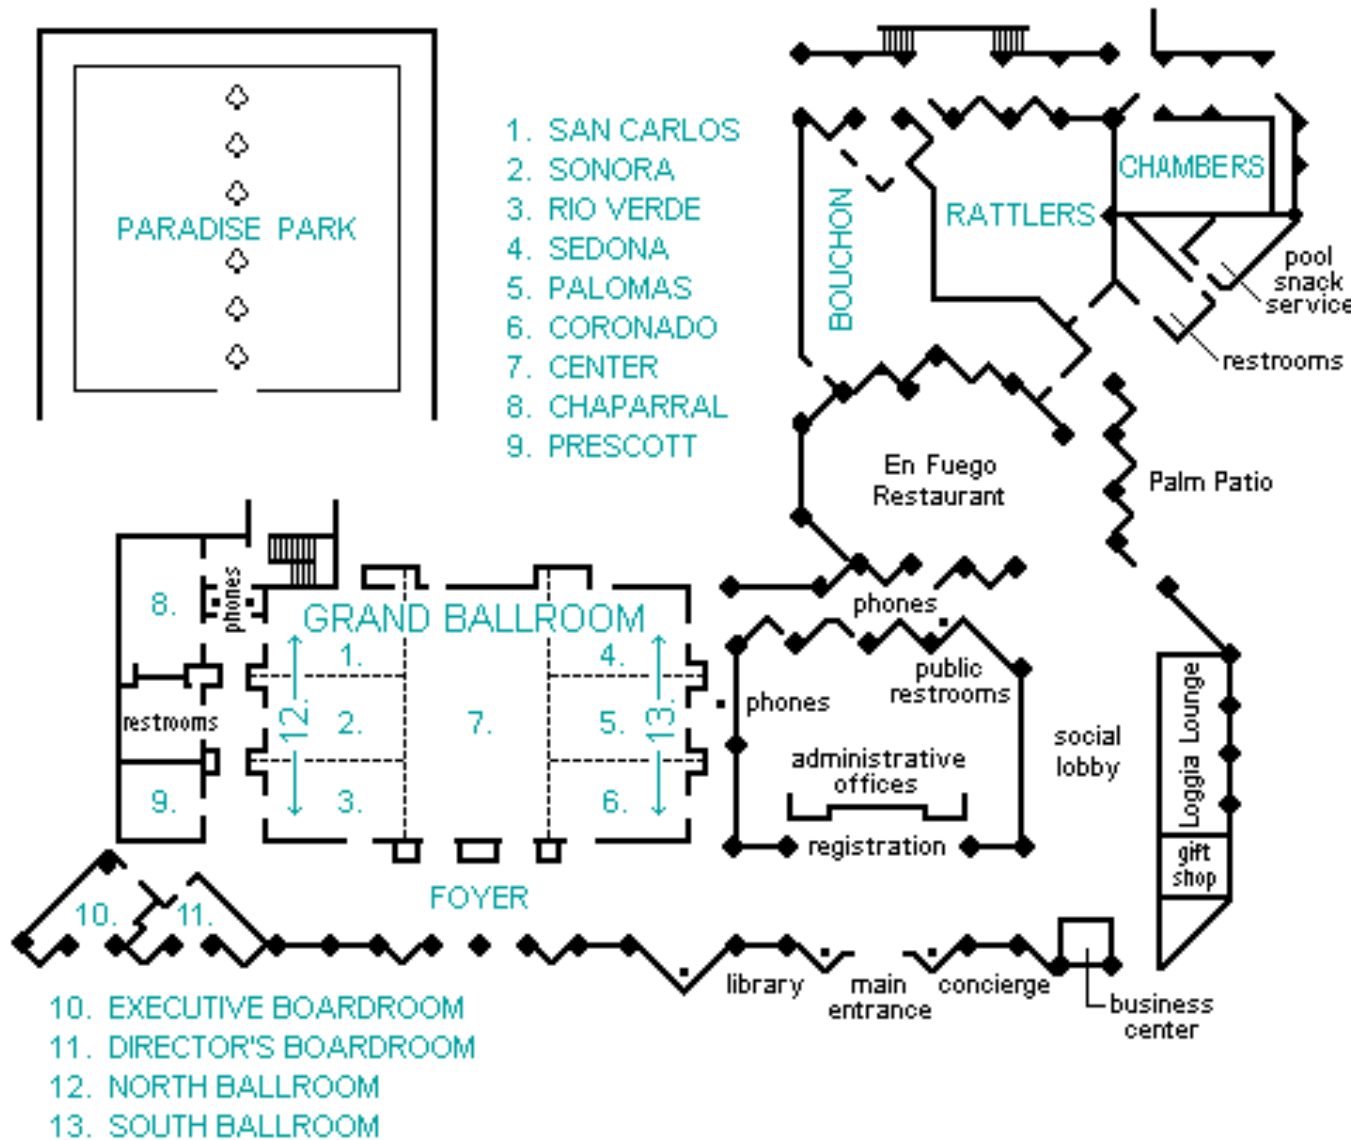 PARADISE PARK
1. SAN CARLOS
2. SONORA
3. RIO VERDE
4. SEDONA
5. PALOMAS
6. CORONADO
7. CENTER
8. CHAPARRAL
9. PRESCOTT
BOUCHON
RATTLERS
CHAMBERS
pool
snack
service
restrooms
En Fuego
Restaurant
Palm Patio
8.
phones
GRAND BALLROOM
1.
4.
12.
2.
7.
5.
13.
3.
6.
restrooms
9.
phones
public
restrooms
phones
administrative
offices
registration
social
lobby
Loggia Lounge
gift
shop
FOYER
10.
11.
library
main
entrance
concierge
business
center
10. EXECUTIVE BOARDROOM
11. DIRECTOR'S BOARDROOM
12. NORTH BALLROOM
13. SOUTH BALLROOM